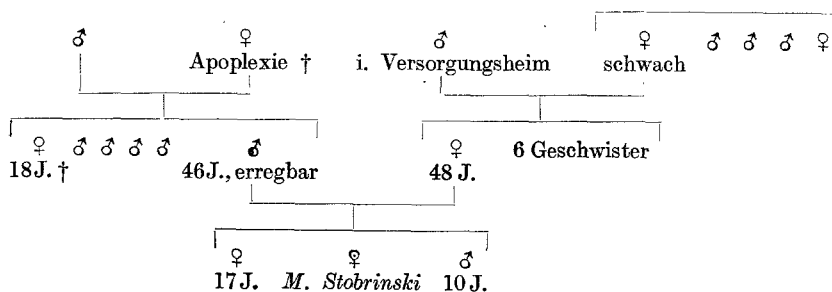 ♂ ♀ ♂ ♀ ♂ ♂ ♂ ♀
Apoplexie † i. Versorgungsheim schwach
♀ ♂ ♂ ♂ ♂ ♂ ♀ 6 Geschwister
18 J. † 46 J., erregbar 48 J.
♀ ♀ ♂
17 J. M. Stobrinski 10 J.